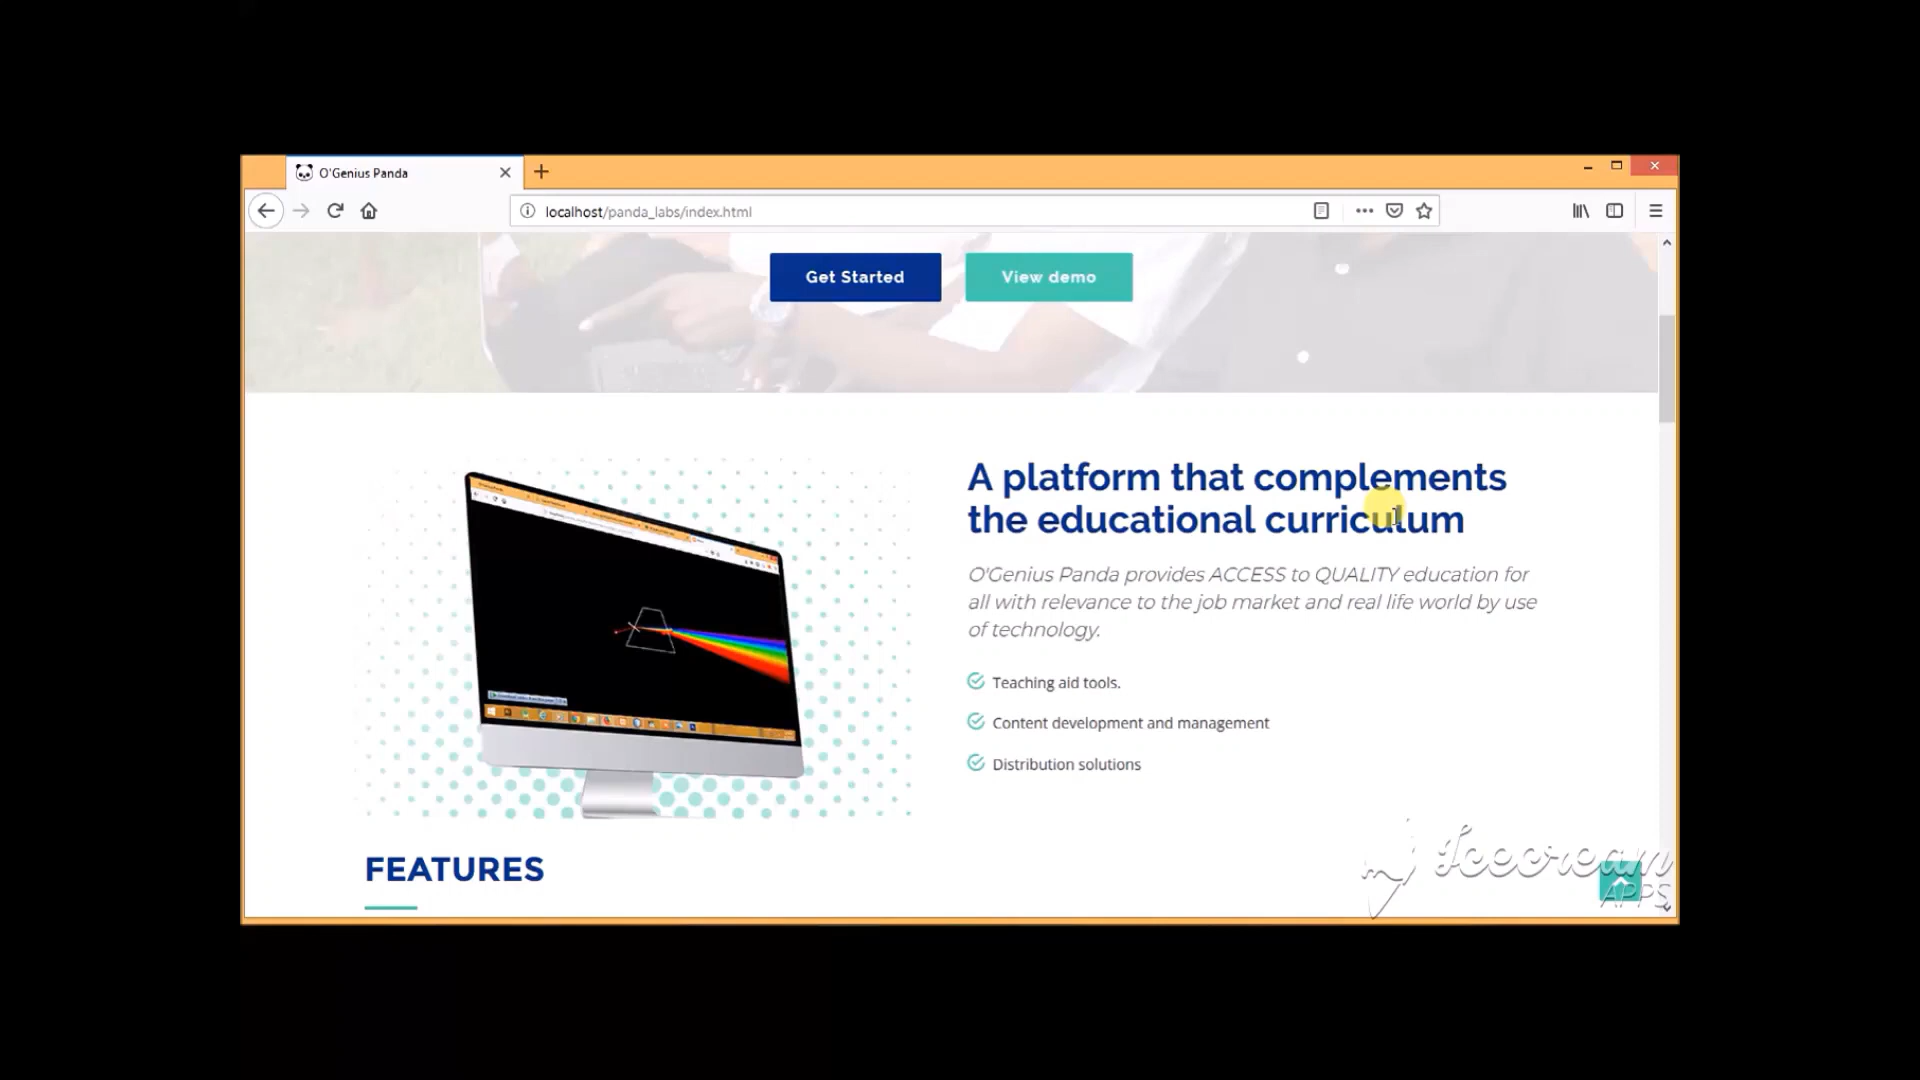 O'Genius Panda
localhost/panda_labs/index.html
Get Started
View demo
A platform that complements
the educational curriculum
O'Genius Panda provides ACCESS to QUALITY education for
all with relevance to the job market and real life world by use
of technology.
Teaching aid tools.
Content development and management
Distribution solutions
FEATURES
Icecream
APPS